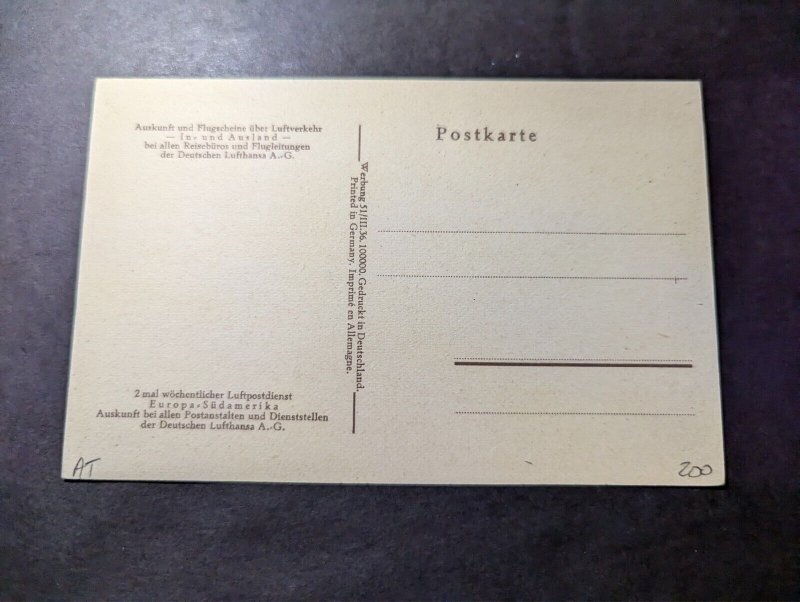 Auskunft und Flugscheine über Luftverkehr
— In- und Ausland —
bei allen Reisebüros und Flugleitungen
der Deutschen Lufthansa A.-G.
Postkarte
Werbung 51/III.36. 100000. Gedruckt in Deutschland.
Printed in Germany. Imprimé en Allemagne.
2 mal wöchentlicher Luftpostdienst
Europa-Südamerika
Auskunft bei allen Postanstalten und Dienststellen
der Deutschen Lufthansa A.-G.
AT
200